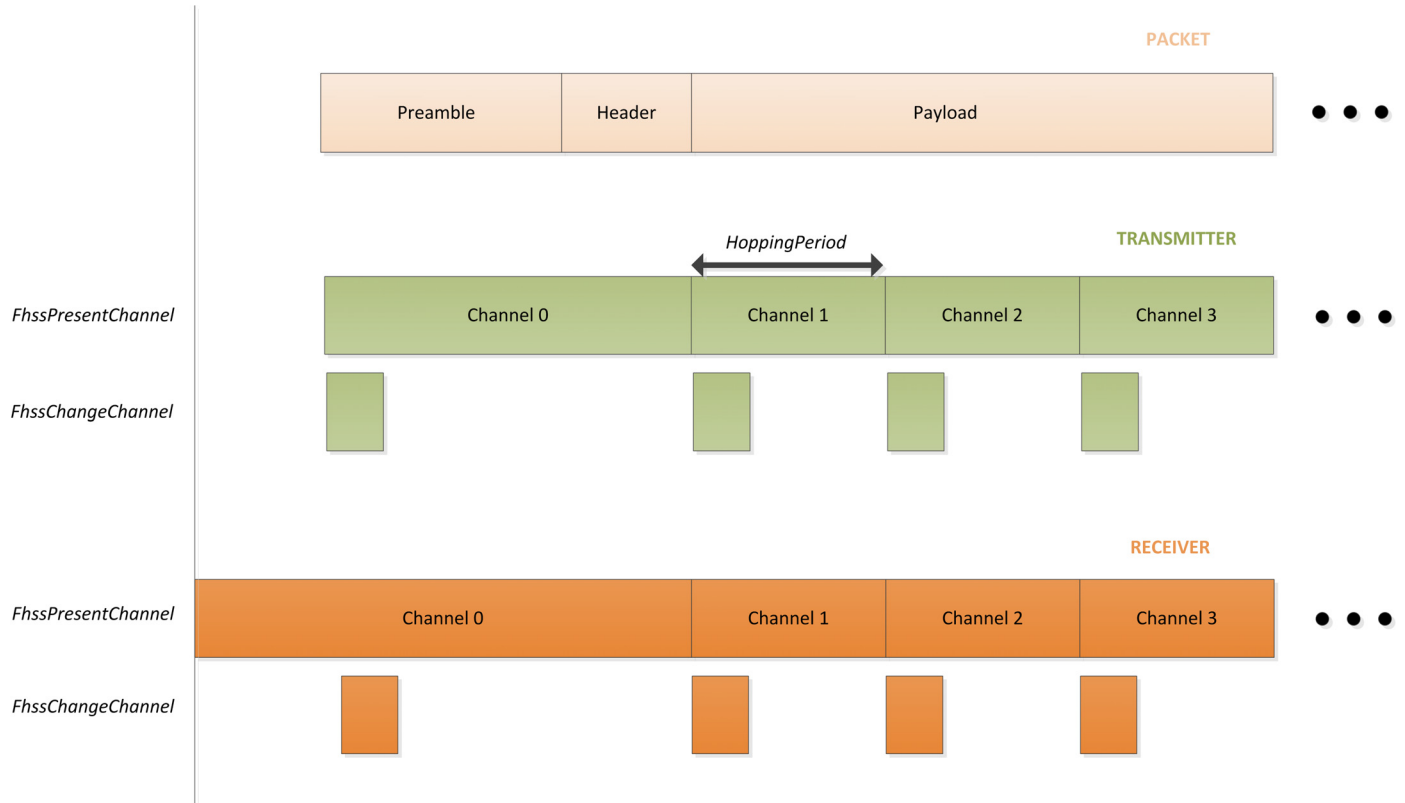 PACKET
Preamble
Header
Payload
HoppingPeriod
TRANSMITTER
FhssPresentChannel
Channel 0
Channel 1
Channel 2
Channel 3
FhssChangeChannel
RECEIVER
FhssPresentChannel
Channel 0
Channel 1
Channel 2
Channel 3
FhssChangeChannel